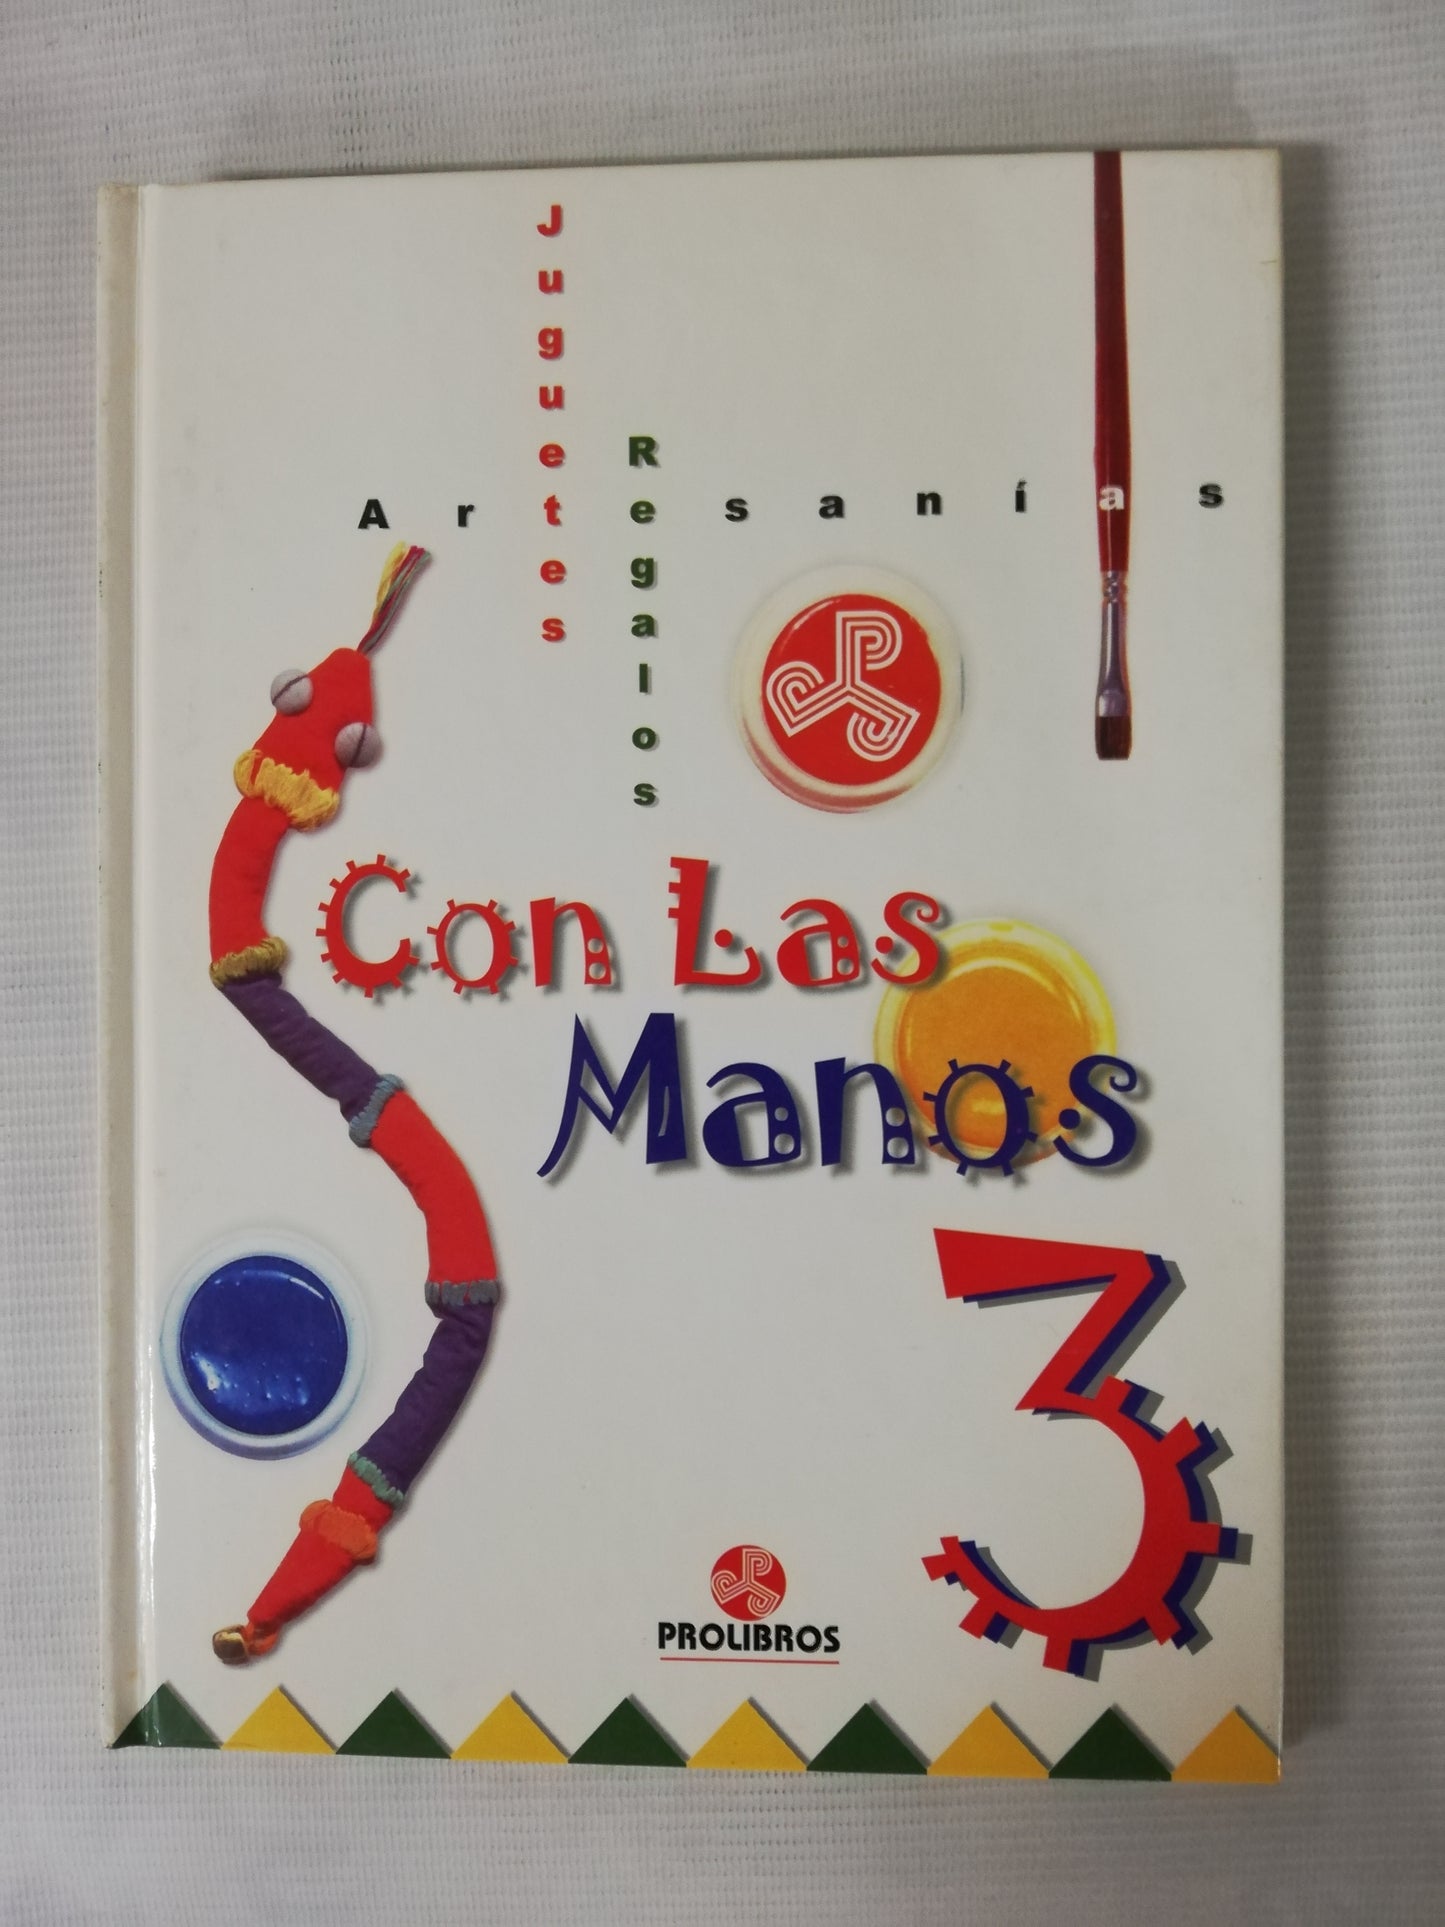 Juguetes
Regalos
Artesanías
Con Las
Manos
3
PROLIBROS